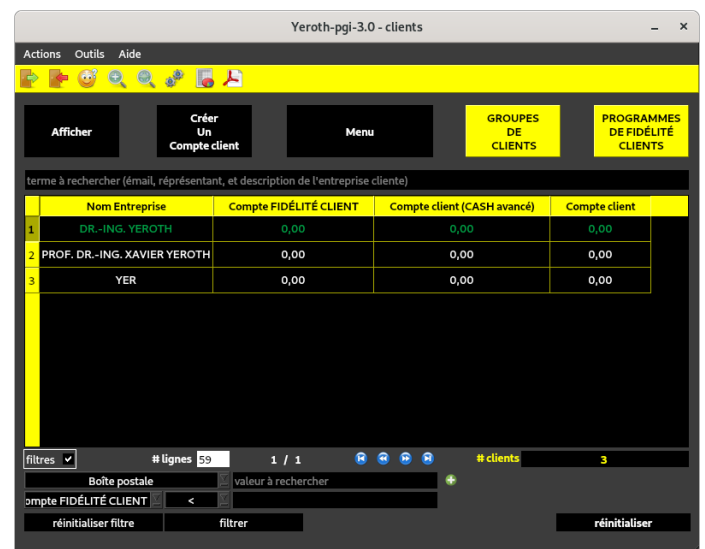 Yeroth-pgi-3.0 - clients
Actions Outils Aide
Afficher
Créer
Un
Compte client
Menu
GROUPES
DE
CLIENTS
PROGRAMMES
DE FIDÉLITÉ
CLIENTS
terme à rechercher (émail, réprésentant, et description de l'entreprise cliente)
Nom Entreprise Compte FIDÉLITÉ CLIENT Compte client (CASH avancé) Compte client
1 DR.-ING. YEROTH 0,00 0,00 0,00
2 PROF. DR.-ING. XAVIER YEROTH 0,00 0,00 0,00
3 YER 0,00 0,00 0,00
filtres # lignes 59 1 / 1 # clients 3
Boîte postale valeur à rechercher
ompte FIDÉLITÉ CLIENT <
réinitialiser filtre filtrer réinitialiser